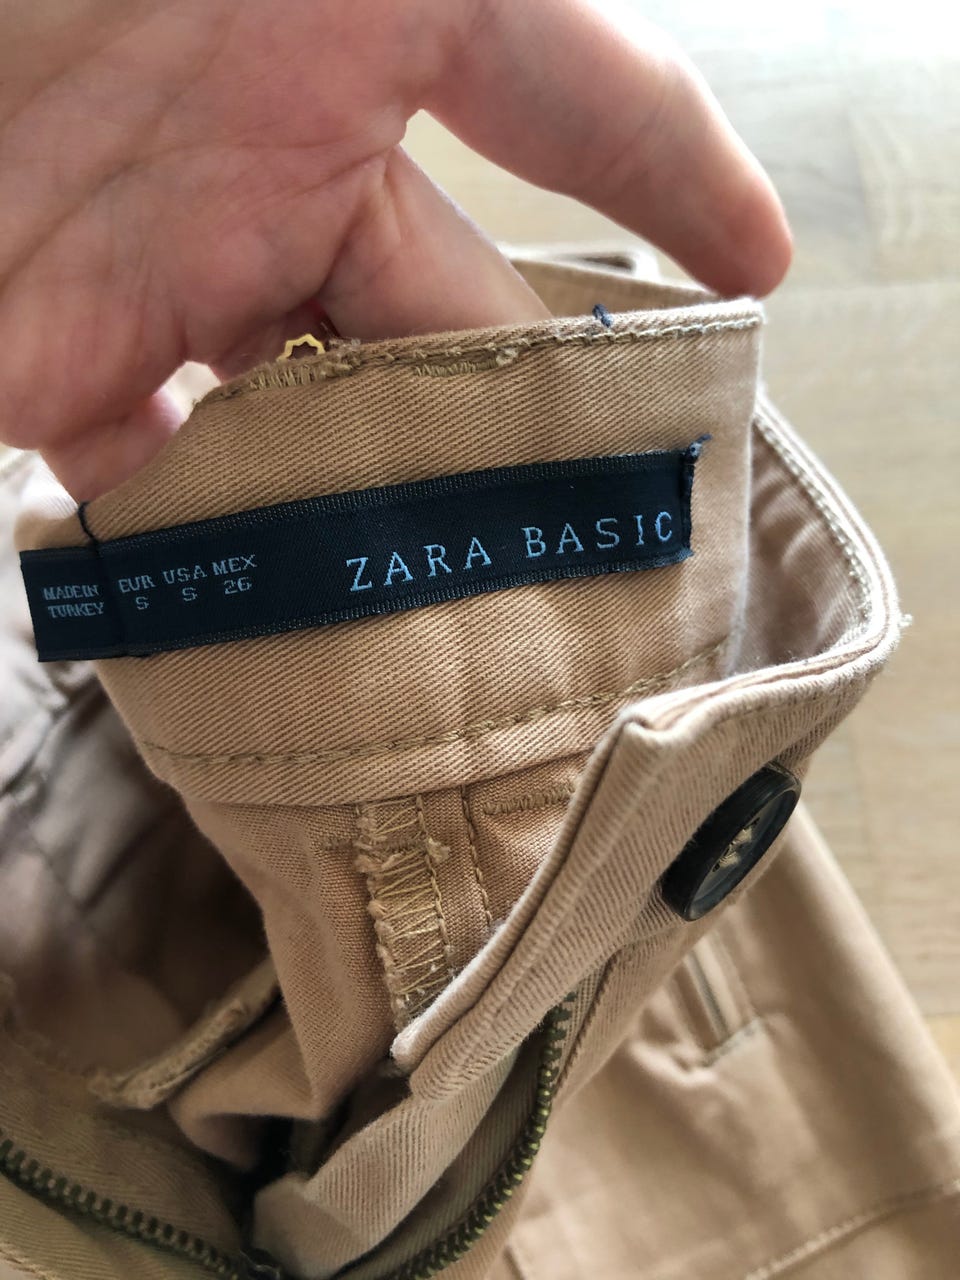 MADE IN
TURKEY
EUR USA MEX
S S 26
ZARA BASIC